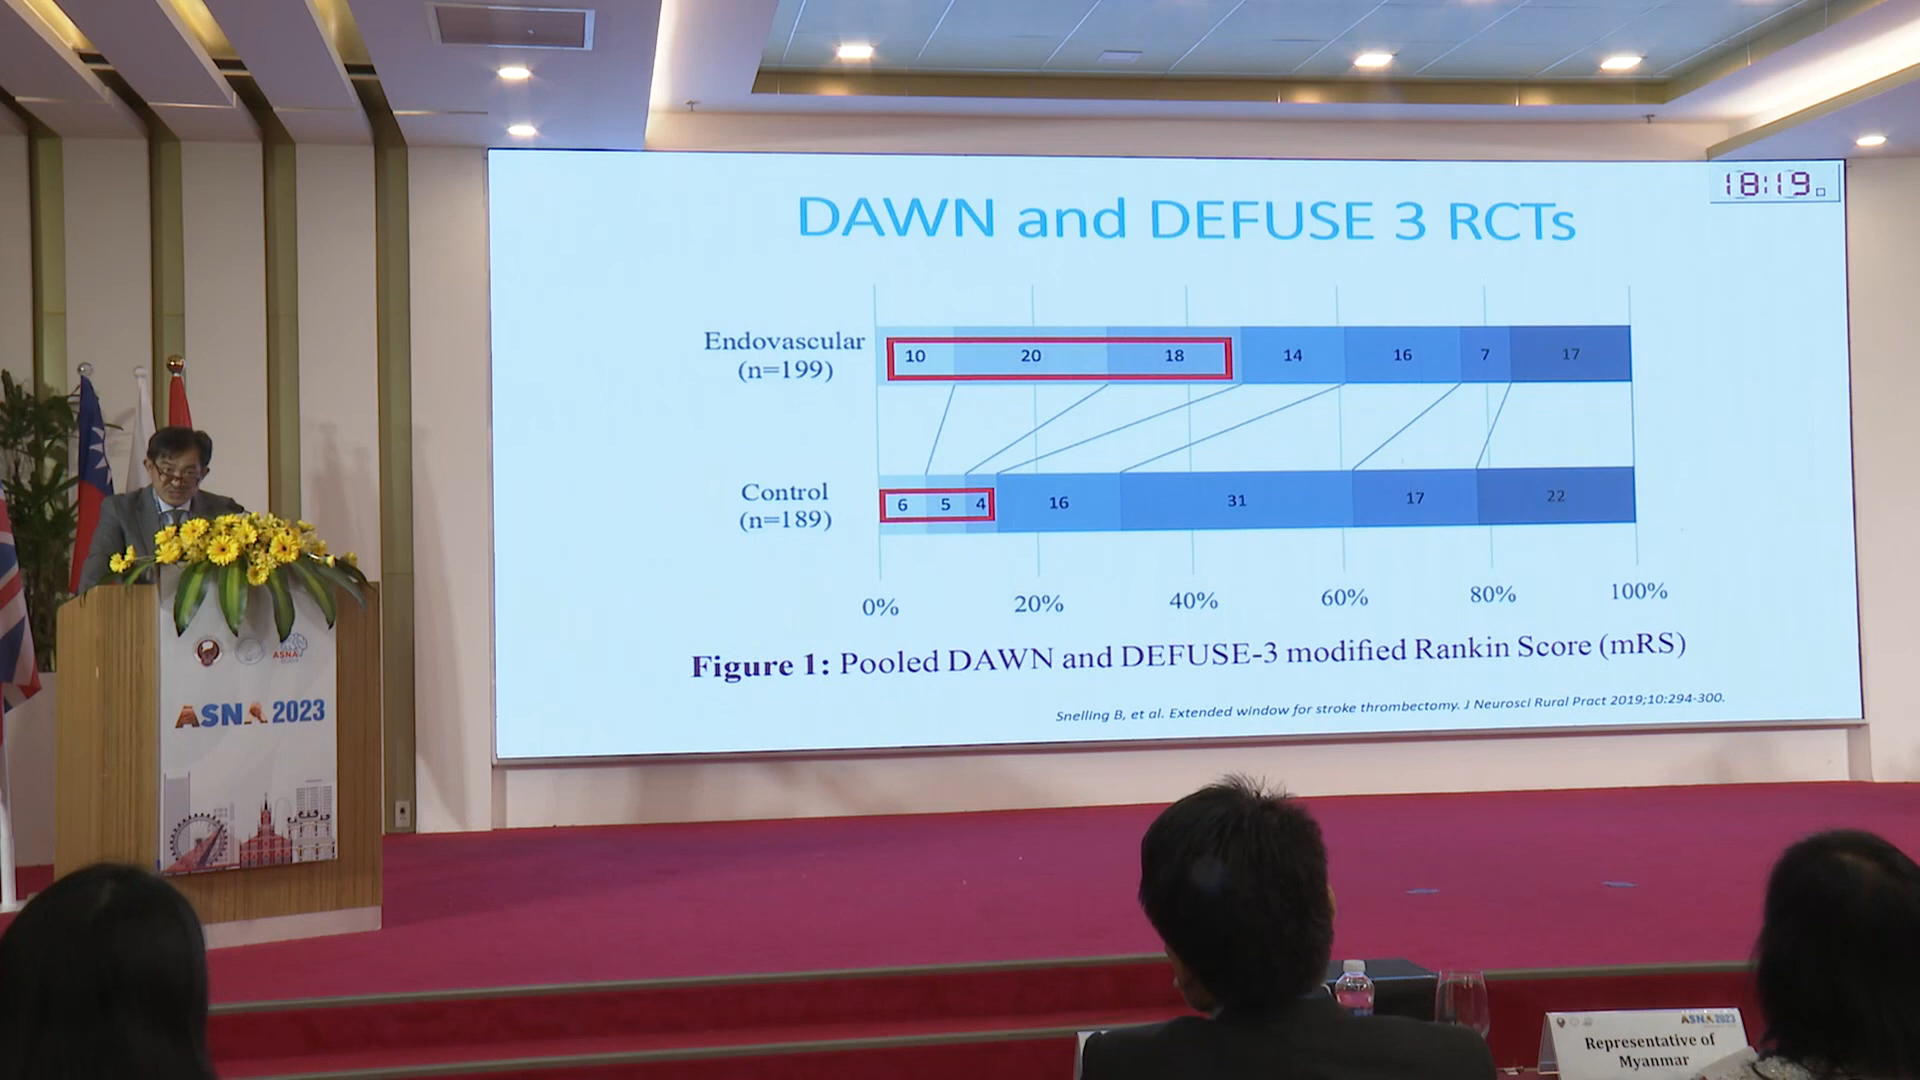 18:19
DAWN and DEFUSE 3 RCTs
Endovascular
(n=199)
10 20 18 14 16 7 17
Control
(n=189)
6 5 4 16 31 17 22
0% 20% 40% 60% 80% 100%
Figure 1: Pooled DAWN and DEFUSE-3 modified Rankin Score (mRS)
Snelling B, et al. Extended window for stroke thrombectomy. J Neurosci Rural Pract 2019;10:294-300.
ASNA
ASNA 2023
ASNA 2023
Representative of
Myanmar